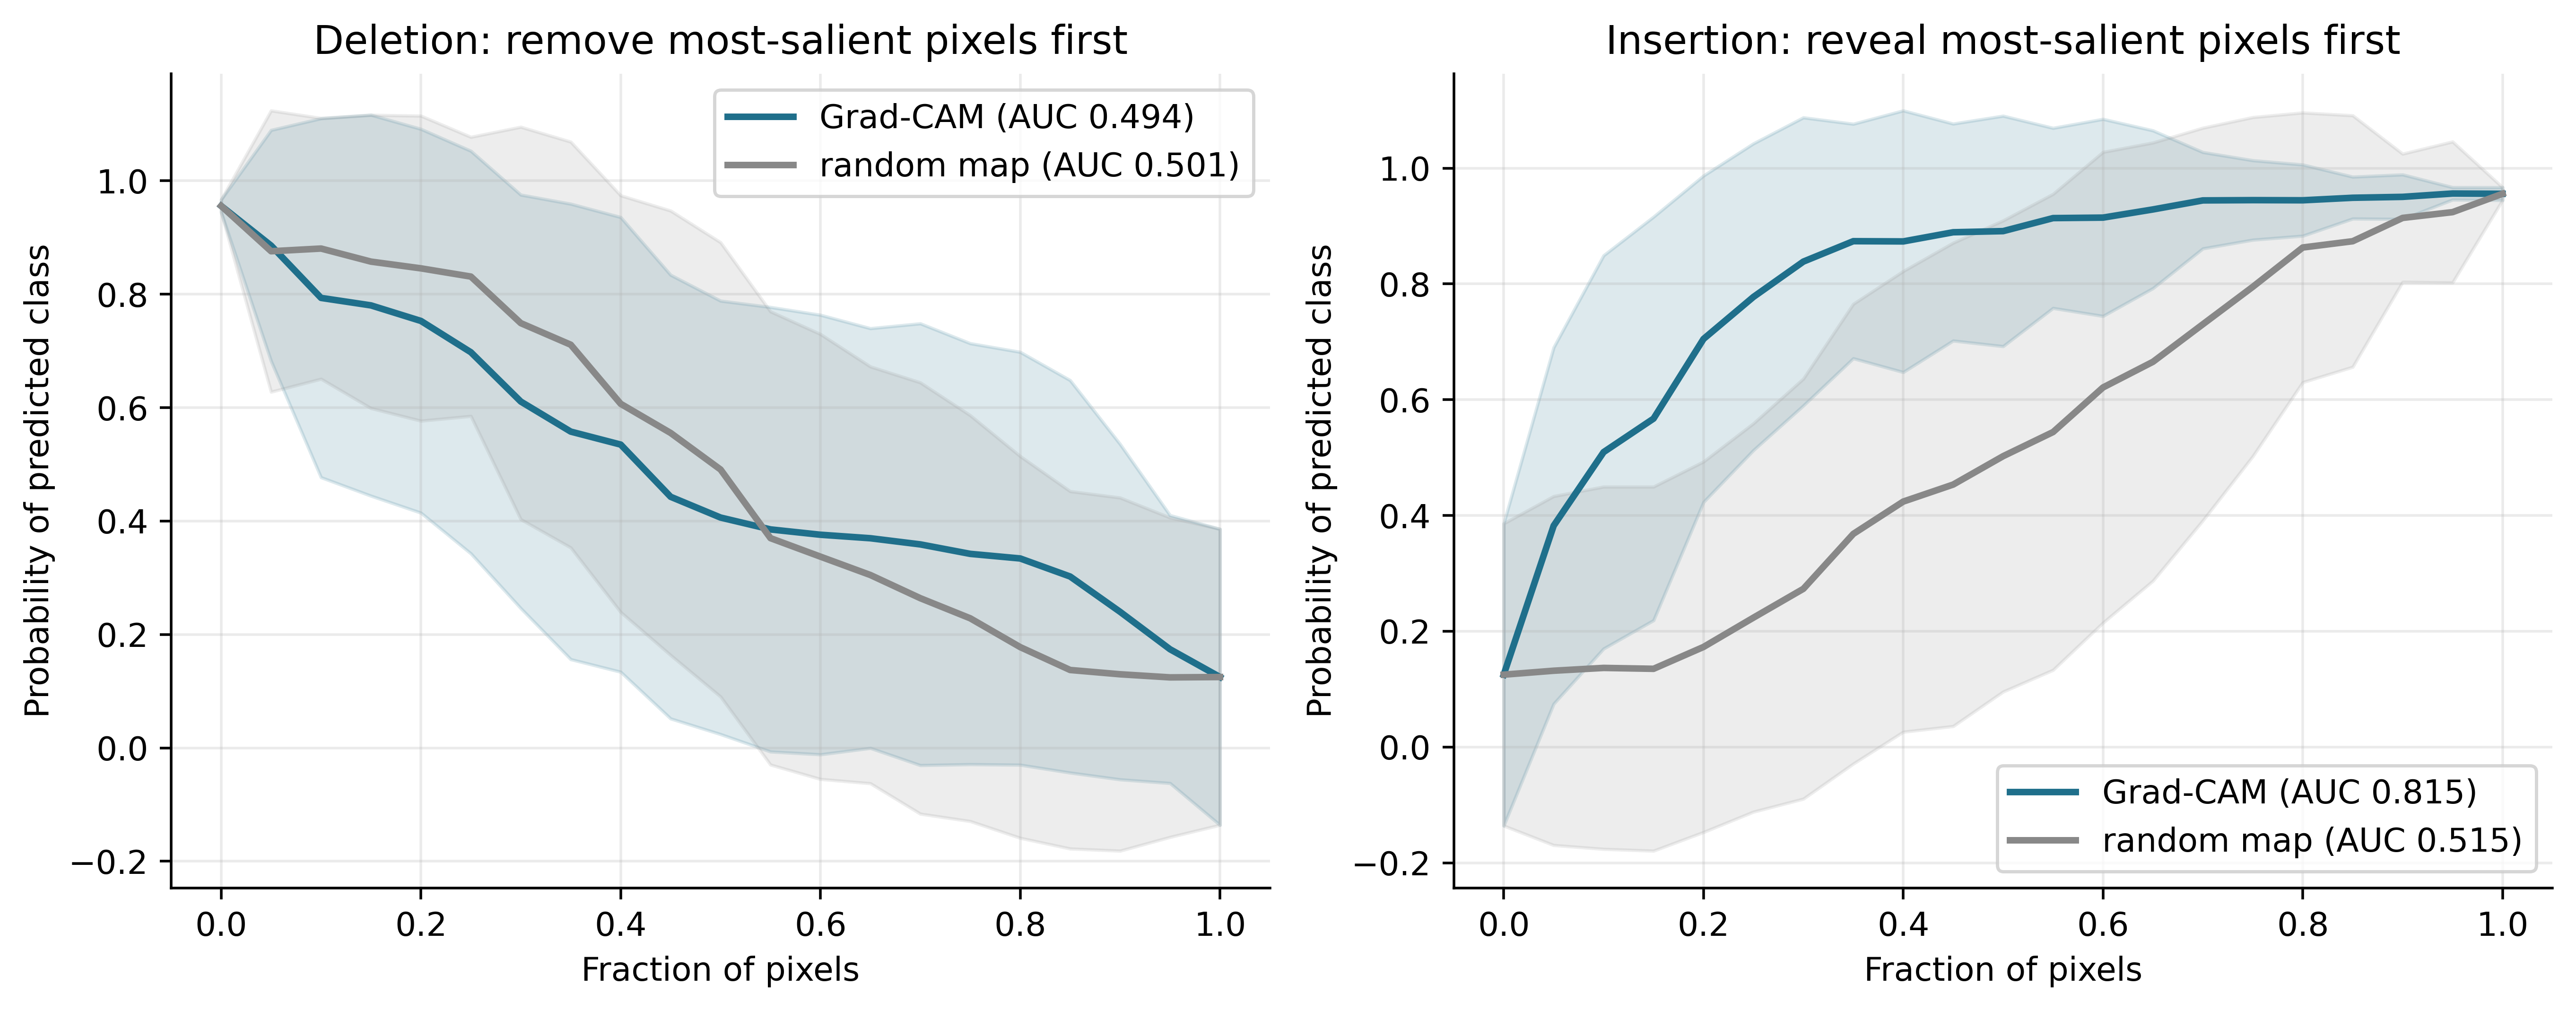 Deletion: remove most-salient pixels first
Grad-CAM (AUC 0.494)
random map (AUC 0.501)
Probability of predicted class
1.0
0.8
0.6
0.4
0.2
0.0
−0.2
0.0 0.2 0.4 0.6 0.8 1.0
Fraction of pixels
Insertion: reveal most-salient pixels first
Probability of predicted class
1.0
0.8
0.6
0.4
0.2
0.0
−0.2
Grad-CAM (AUC 0.815)
random map (AUC 0.515)
0.0 0.2 0.4 0.6 0.8 1.0
Fraction of pixels